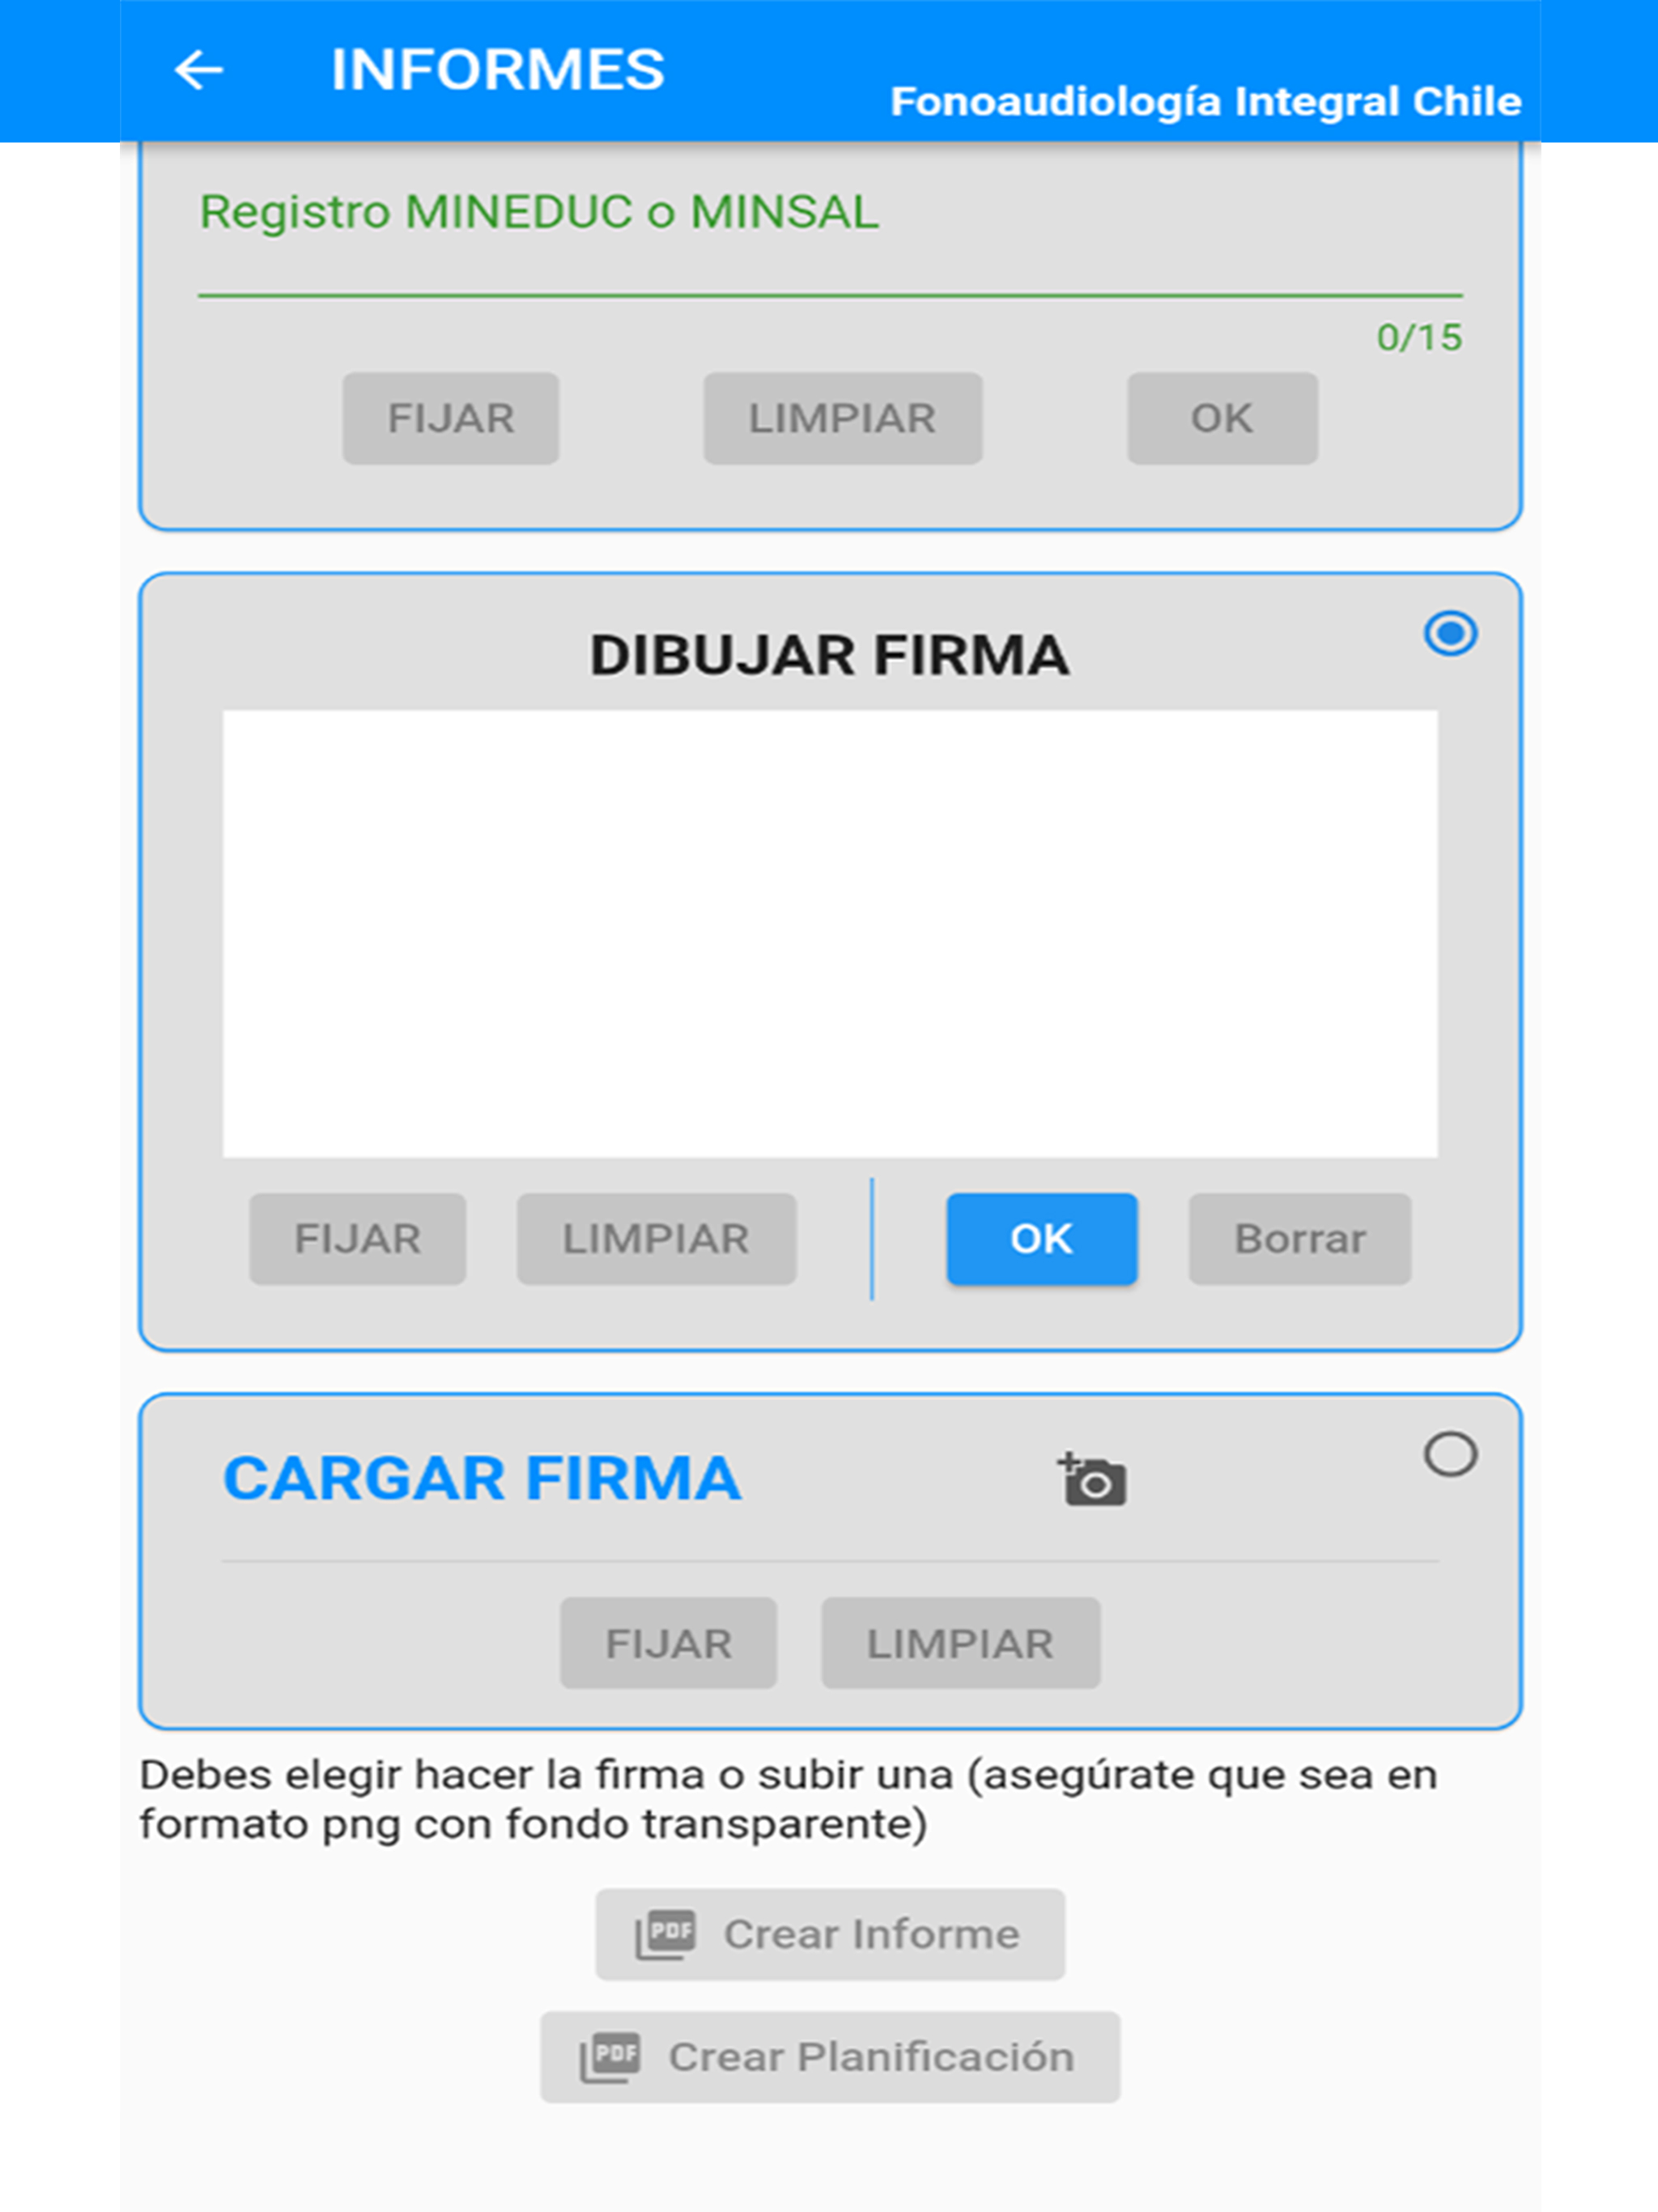 INFORMES
Fonoaudiología Integral Chile
Registro MINEDUC o MINSAL
0/15
FIJAR LIMPIAR OK
DIBUJAR FIRMA
FIJAR LIMPIAR OK Borrar
CARGAR FIRMA
FIJAR LIMPIAR
Debes elegir hacer la firma o subir una (asegúrate que sea en
formato png con fondo transparente)
PDF Crear Informe
PDF Crear Planificación